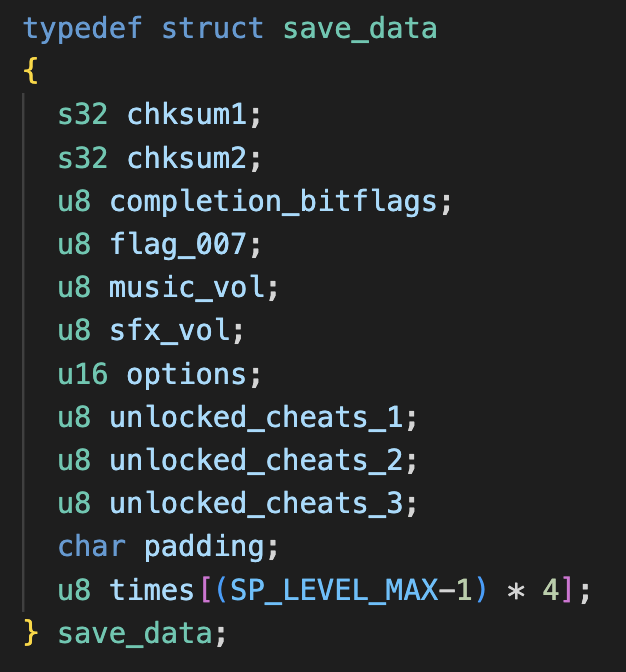 typedef struct save_data
{
  s32 chksum1;
  s32 chksum2;
  u8 completion_bitflags;
  u8 flag_007;
  u8 music_vol;
  u8 sfx_vol;
  u16 options;
  u8 unlocked_cheats_1;
  u8 unlocked_cheats_2;
  u8 unlocked_cheats_3;
  char padding;
  u8 times[(SP_LEVEL_MAX-1) * 4];
} save_data;